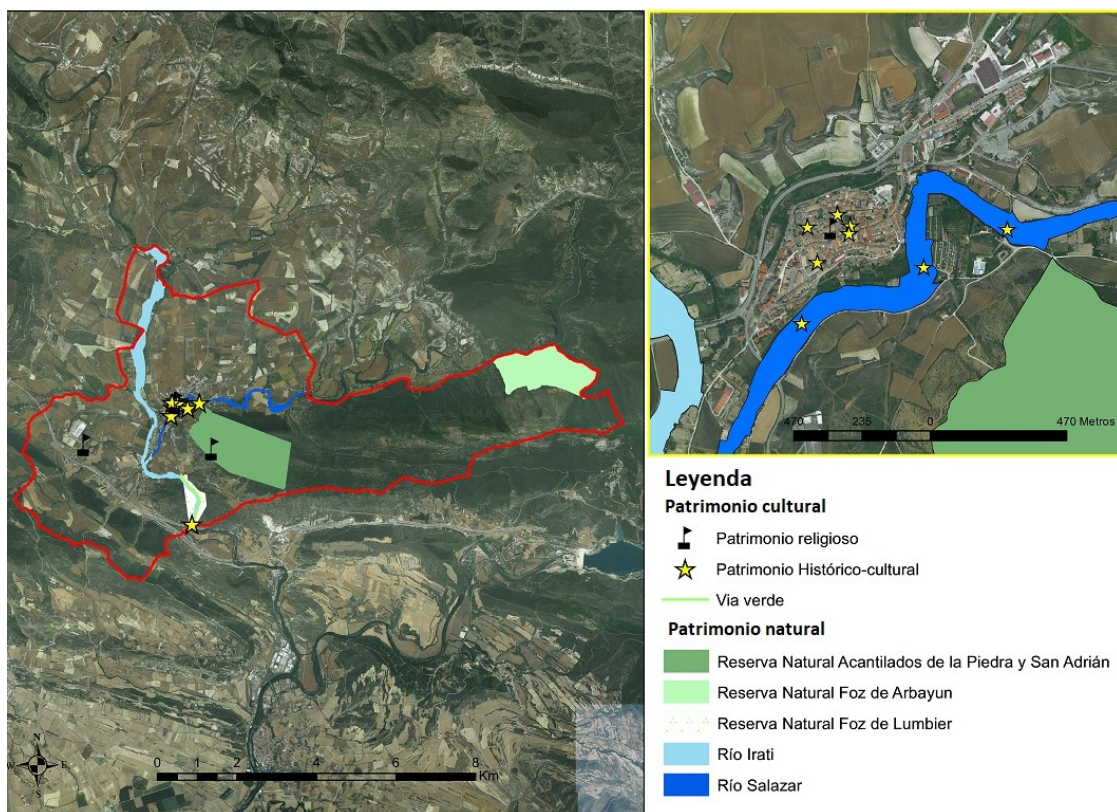 N
W
E
S
0
2
4
6
8
Km
470
235
0
470 Metros
Leyenda
Patrimonio cultural
Patrimonio religioso
Patrimonio Histórico-cultural
Via verde
Patrimonio natural
Reserva Natural Acantilados de la Piedra y San Adrián
Reserva Natural Foz de Arbayun
Reserva Natural Foz de Lumbier
Río Irati
Río Salazar